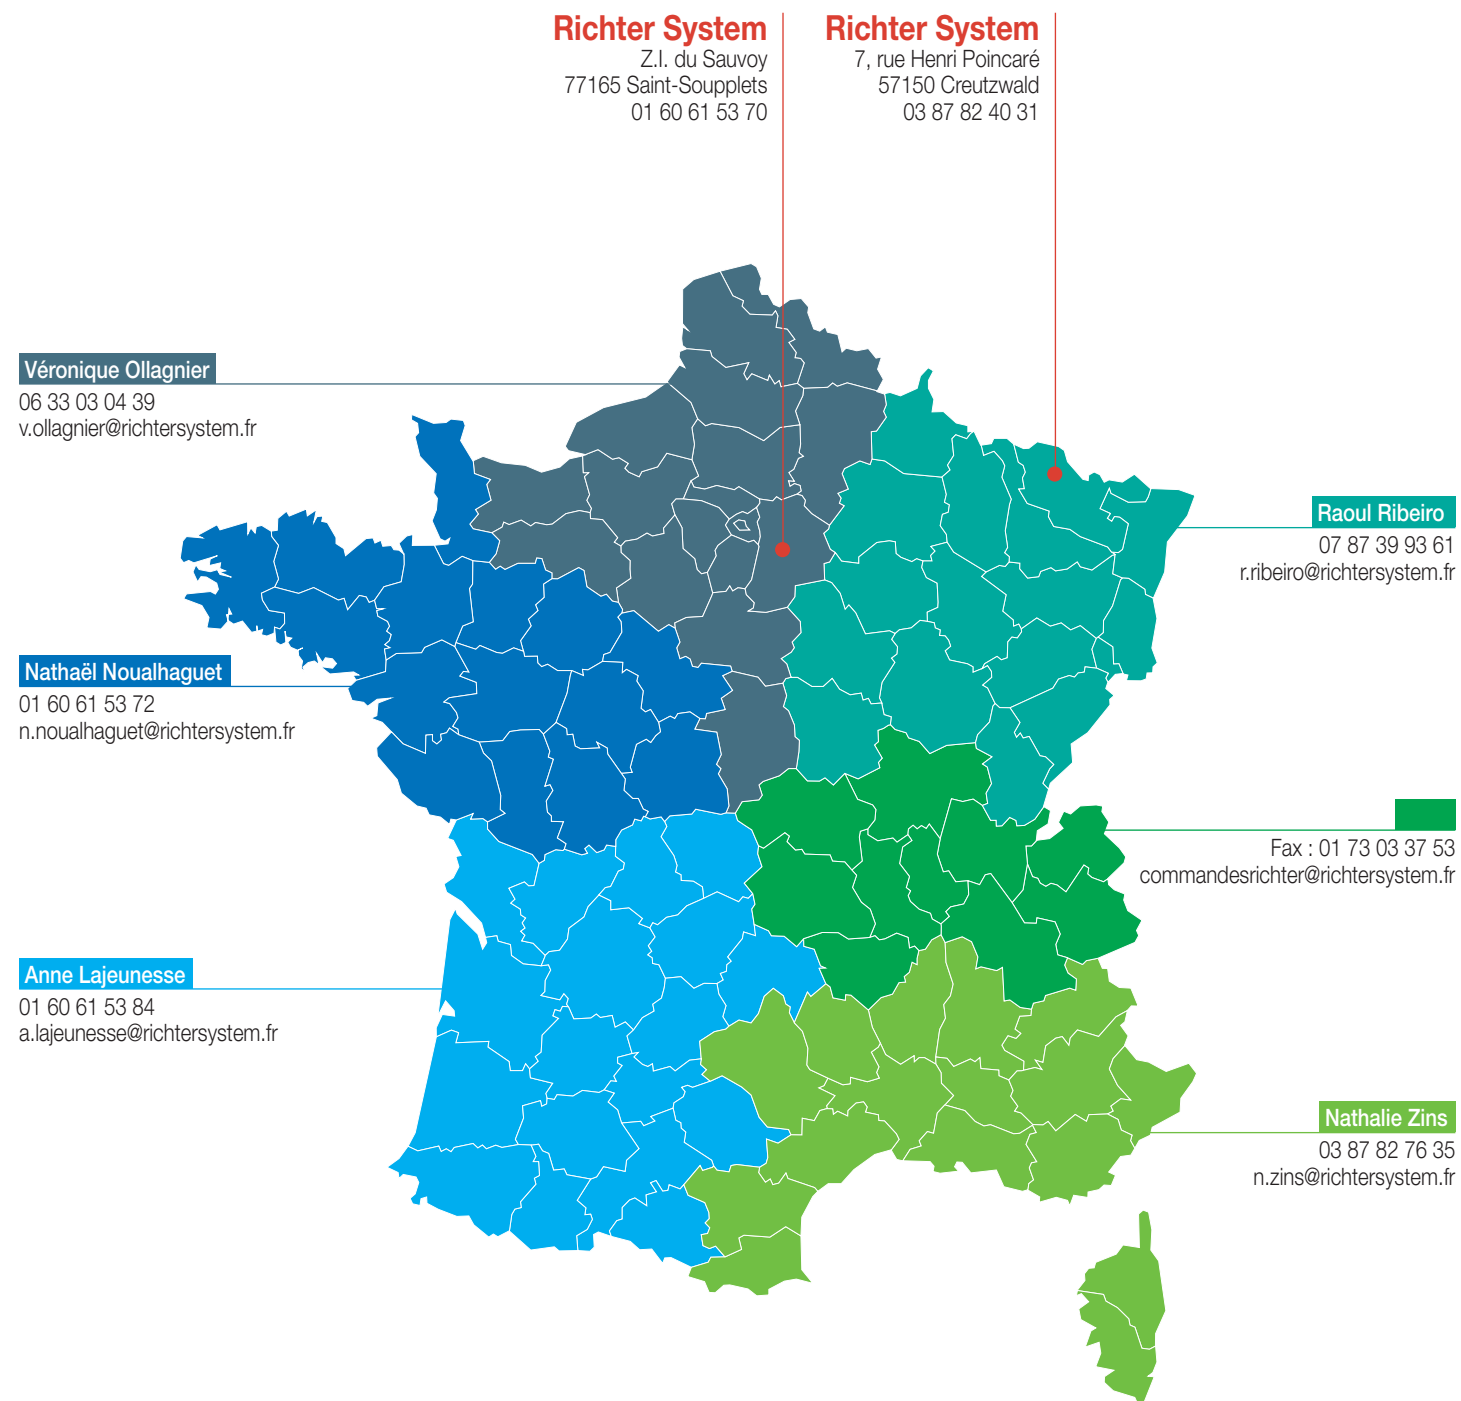 Richter System
Z.I. du Sauvoy
77165 Saint-Soupplets
01 60 61 53 70
Richter System
7, rue Henri Poincaré
57150 Creutzwald
03 87 82 40 31
Véronique Ollagnier
06 33 03 04 39
v.ollagnier@richtersystem.fr
Raoul Ribeiro
07 87 39 93 61
r.ribeiro@richtersystem.fr
Nathaël Noualhaguet
01 60 61 53 72
n.noualhaguet@richtersystem.fr
Fax : 01 73 03 37 53
commandesrichter@richtersystem.fr
Anne Lajeunesse
01 60 61 53 84
a.lajeunesse@richtersystem.fr
Nathalie Zins
03 87 82 76 35
n.zins@richtersystem.fr